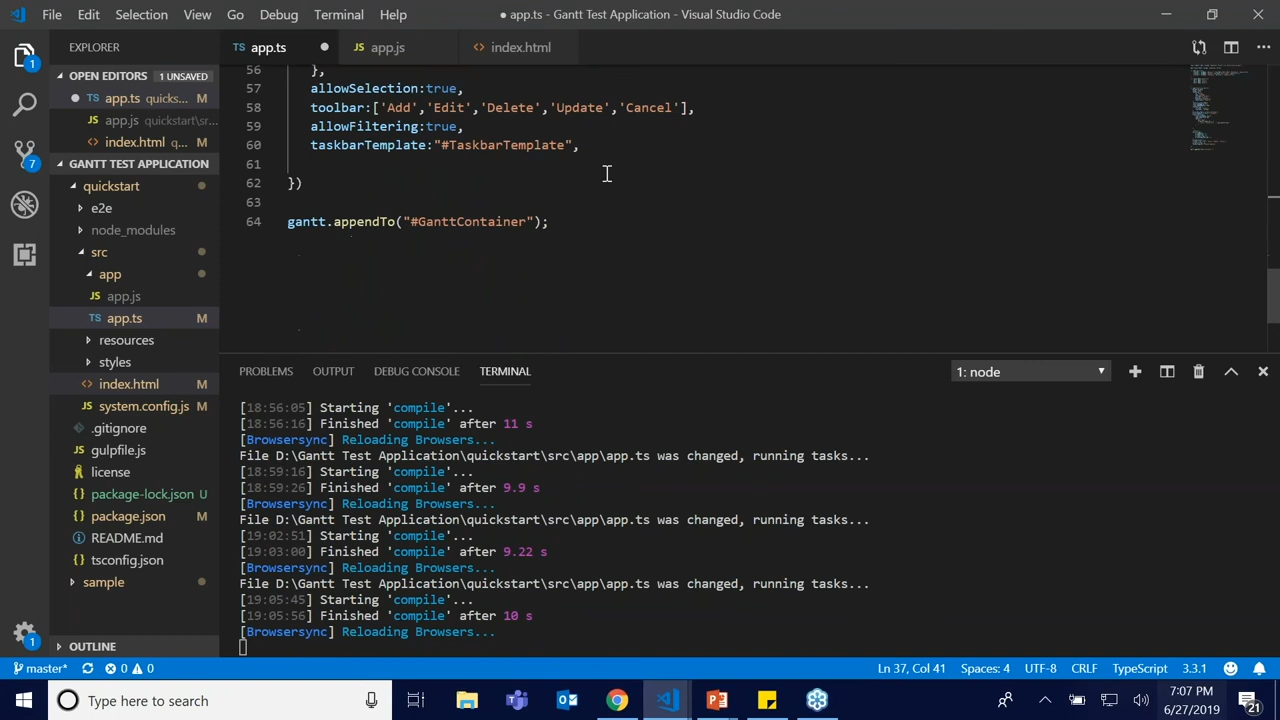 File Edit Selection View Go Debug Terminal Help
● app.ts - Gantt Test Application - Visual Studio Code
EXPLORER
TS app.ts
JS app.js
<> index.html
OPEN EDITORS 1 UNSAVED
TS app.ts quicks... M
JS app.js quickstart\sr...
<> index.html quickst... M
GANTT TEST APPLICATION
quickstart
e2e
node_modules
src
app
JS app.js
TS app.ts M
resources
styles
<> index.html M
JS system.config.js M
.gitignore
JS gulpfile.js
license
{} package-lock.json U
{} package.json M
README.md
tsconfig.json
sample
OUTLINE
1
7
1
56 },
57 allowSelection:true,
58 toolbar:['Add','Edit','Delete','Update','Cancel'],
59 allowFiltering:true,
60 taskbarTemplate:"#TaskbarTemplate",
61
62 })
63
64 gantt.appendTo("#GanttContainer");
PROBLEMS OUTPUT DEBUG CONSOLE TERMINAL
1: node
[18:56:05] Starting 'compile'...
[18:56:16] Finished 'compile' after 11 s
[Browsersync] Reloading Browsers...
File D:\Gantt Test Application\quickstart\src\app\app.ts was changed, running tasks...
[18:59:16] Starting 'compile'...
[18:59:26] Finished 'compile' after 9.9 s
[Browsersync] Reloading Browsers...
File D:\Gantt Test Application\quickstart\src\app\app.ts was changed, running tasks...
[19:02:51] Starting 'compile'...
[19:03:00] Finished 'compile' after 9.22 s
[Browsersync] Reloading Browsers...
File D:\Gantt Test Application\quickstart\src\app\app.ts was changed, running tasks...
[19:05:45] Starting 'compile'...
[19:05:56] Finished 'compile' after 10 s
[Browsersync] Reloading Browsers...
master* 0 0
Ln 37, Col 41 Spaces: 4 UTF-8 CRLF TypeScript 3.3.1
Type here to search
7:07 PM
6/27/2019
21